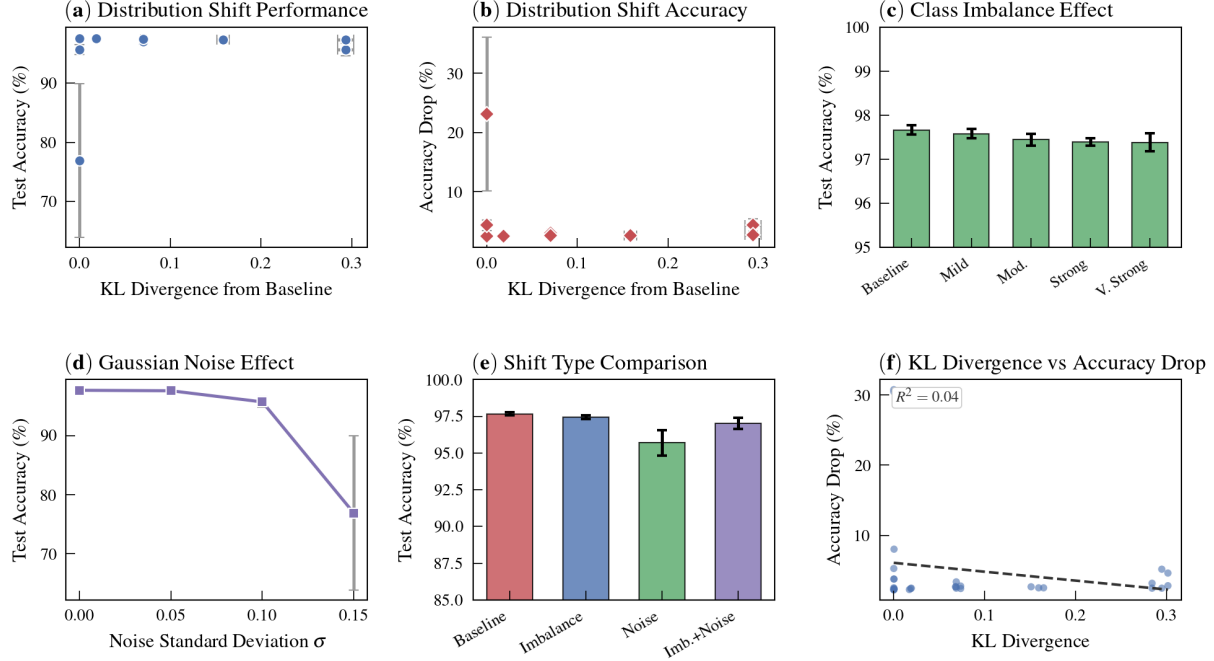 (a) Distribution Shift Performance
Test Accuracy (%)
90
80
70
0.0 0.1 0.2 0.3
KL Divergence from Baseline
(b) Distribution Shift Accuracy
Accuracy Drop (%)
30
20
10
0.0 0.1 0.2 0.3
KL Divergence from Baseline
(c) Class Imbalance Effect
Test Accuracy (%)
100
99
98
97
96
95
Baseline Mild Mod. Strong V. Strong
(d) Gaussian Noise Effect
Test Accuracy (%)
90
80
70
0.00 0.05 0.10 0.15
Noise Standard Deviation σ
(e) Shift Type Comparison
Test Accuracy (%)
100.0
97.5
95.0
92.5
90.0
87.5
85.0
Baseline Imbalance Noise Imb.+Noise
(f) KL Divergence vs Accuracy Drop
R² = 0.04
Accuracy Drop (%)
30
20
10
0.0 0.1 0.2 0.3
KL Divergence